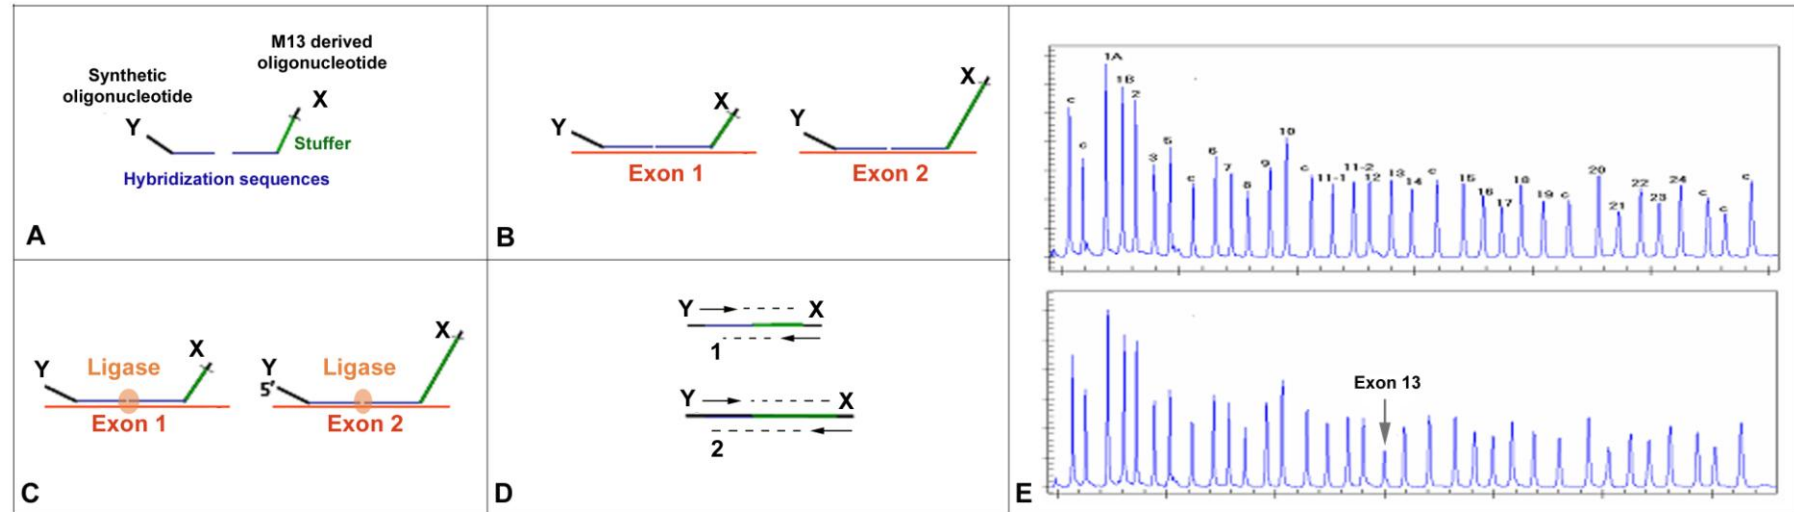 Synthetic
oligonucleotide
M13 derived
oligonucleotide
Y
X
Stuffer
Hybridization sequences
A
Y
X
Exon 1
Y
X
Exon 2
B
Y
Ligase
X
Exon 1
Y
5'
Ligase
X
Exon 2
C
Y
X
1
Y
X
2
D
c
c
1A
1B
2
3
5
c
6
7
8
9
10
c
11-1
11-2
12
13
14
c
15
16
17
18
19
c
20
21
22
23
24
c
c
c
Exon 13
E